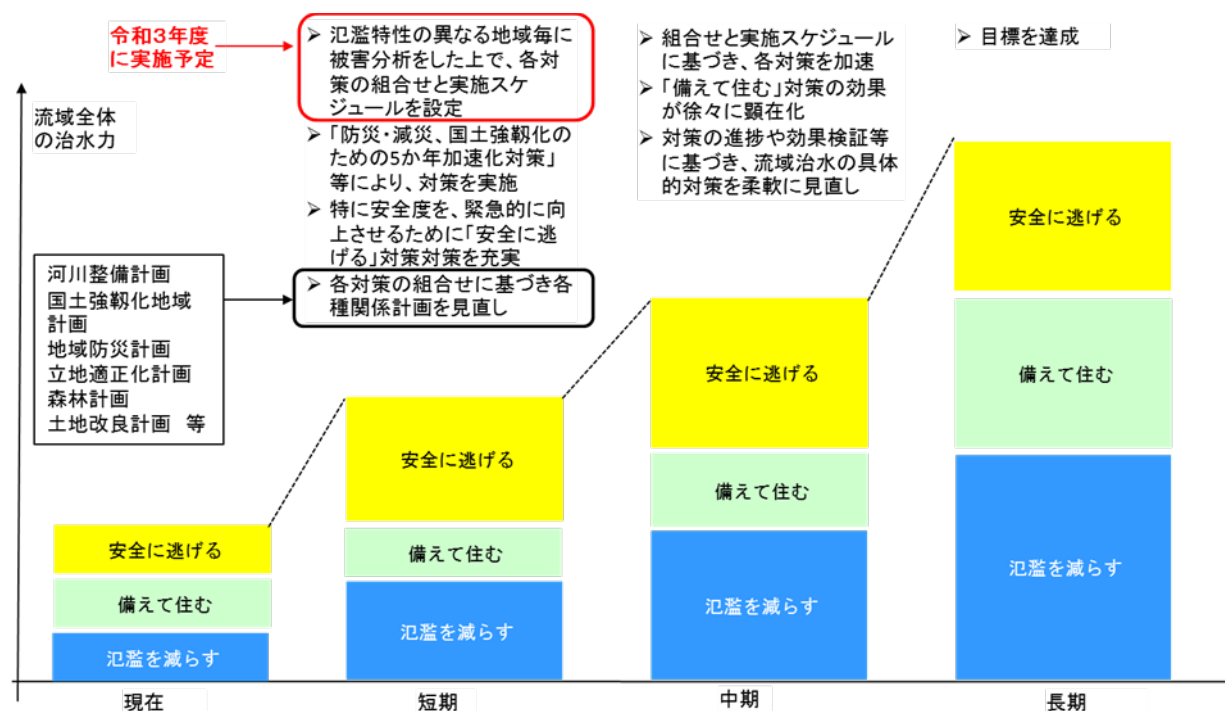 令和3年度
に実施予定
➢ 氾濫特性の異なる地域毎に
被害分析をした上で、各対
策の組合せと実施スケ
ジュールを設定
➢ 「防災・減災、国土強靱化の
ための5か年加速化対策」
等により、対策を実施
➢ 特に安全度を、緊急的に向
上させるために「安全に逃
げる」対策対策を充実
➢ 各対策の組合せに基づき各
種関係計画を見直し
➢ 組合せと実施スケジュール
に基づき、各対策を加速
➢ 「備えて住む」対策の効果
が徐々に顕在化
➢ 対策の進捗や効果検証等
に基づき、流域治水の具体
的対策を柔軟に見直し
➢ 目標を達成
流域全体
の治水力
河川整備計画
国土強靱化地域
計画
地域防災計画
立地適正化計画
森林計画
土地改良計画 等
安全に逃げる
備えて住む
氾濫を減らす
安全に逃げる
備えて住む
氾濫を減らす
安全に逃げる
備えて住む
氾濫を減らす
安全に逃げる
備えて住む
氾濫を減らす
現在
短期
中期
長期